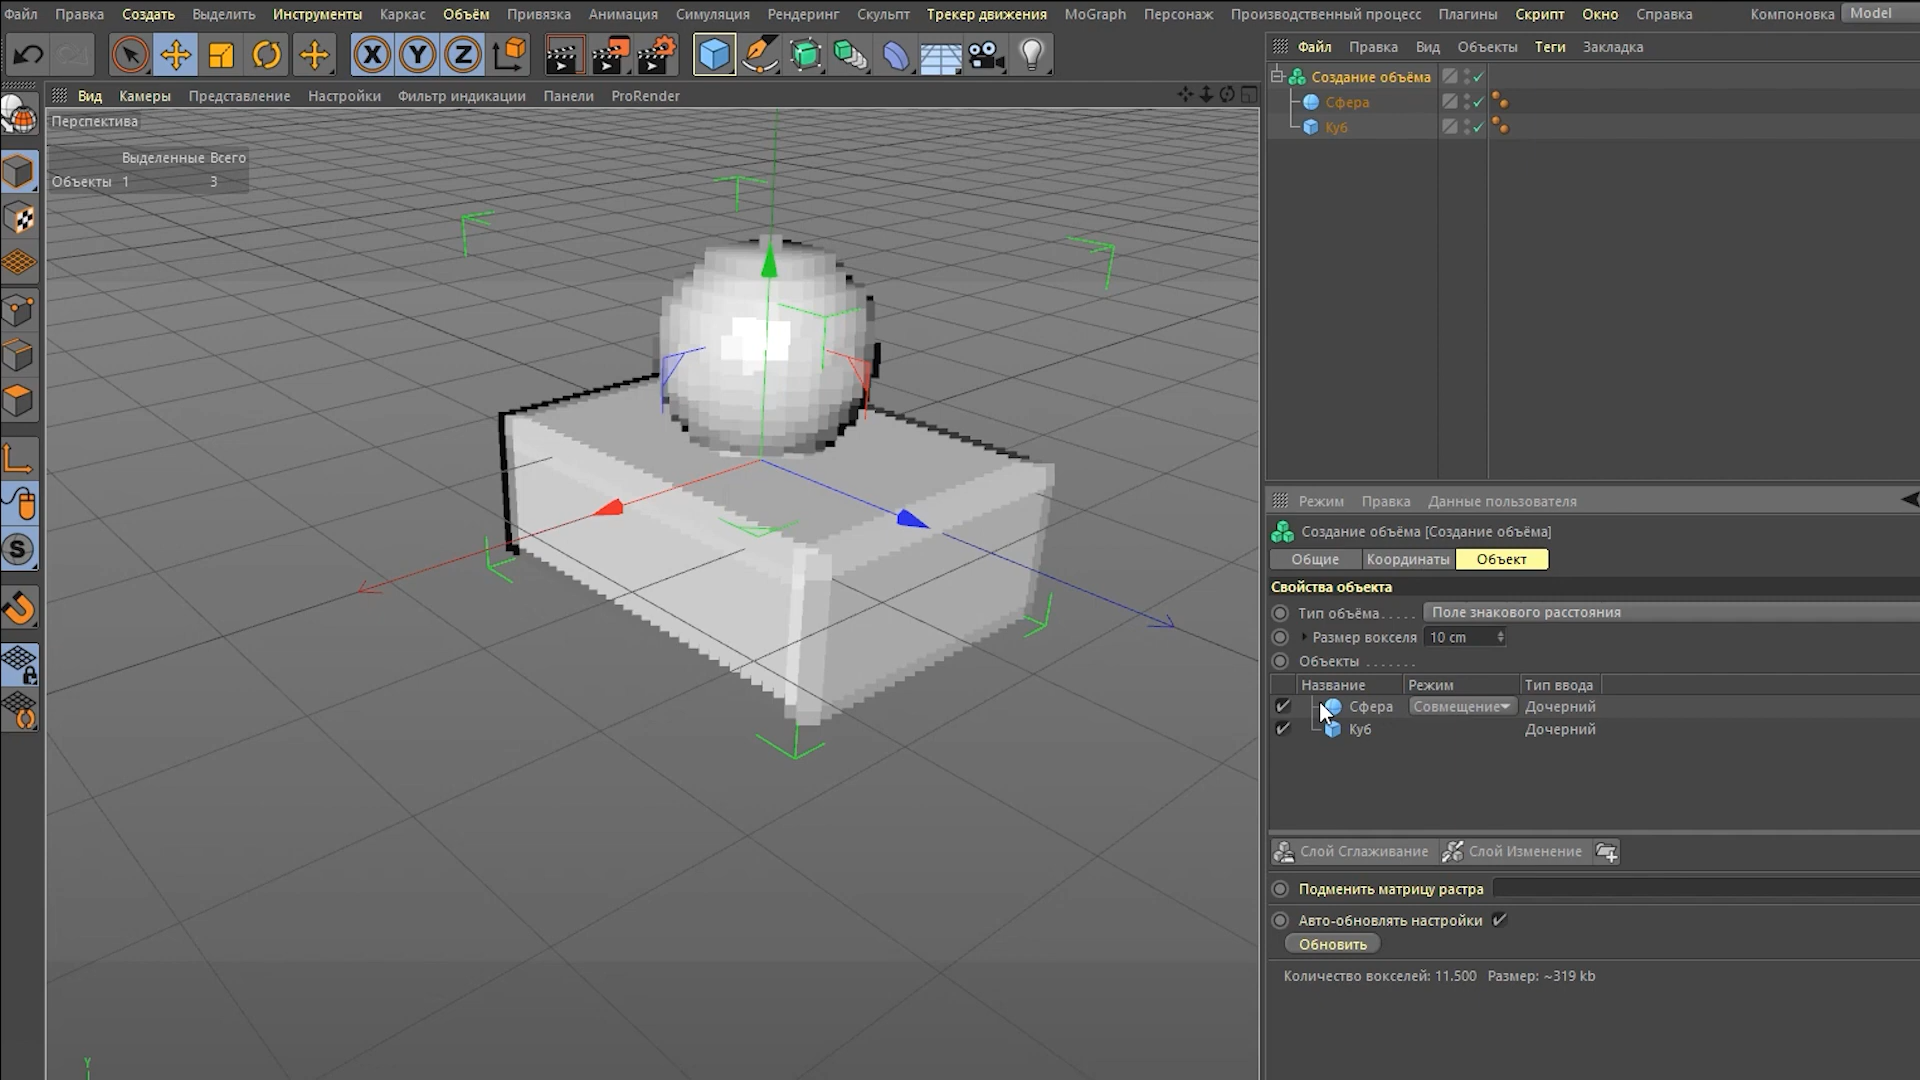 Файл Правка Создать Выделить Инструменты Каркас Объём Привязка Анимация Симуляция Рендеринг Скульпт Трекер движения MoGraph Персонаж Производственный процесс Плагины Скрипт Окно Справка Компоновка Model
X Y Z
Файл Правка Вид Объекты Теги Закладка
Создание объёма
Сфера
Куб
Вид Камеры Представление Настройки Фильтр индикации Панели ProRender
Перспектива
Выделенные Всего
Объекты 1 3
S
Режим Правка Данные пользователя
Создание объёма [Создание объёма]
Общие Координаты Объект
Свойства объекта
Тип объёма . . . . . Поле знакового расстояния
Размер вокселя 10 cm
Объекты . . . . . . .
Название Режим Тип ввода
Сфера Совмещение Дочерний
Куб Дочерний
Слой Сглаживание Слой Изменение
Подменить матрицу растра
Авто-обновлять настройки
Обновить
Количество вокселей: 11.500 Размер: ~319 kb
Y